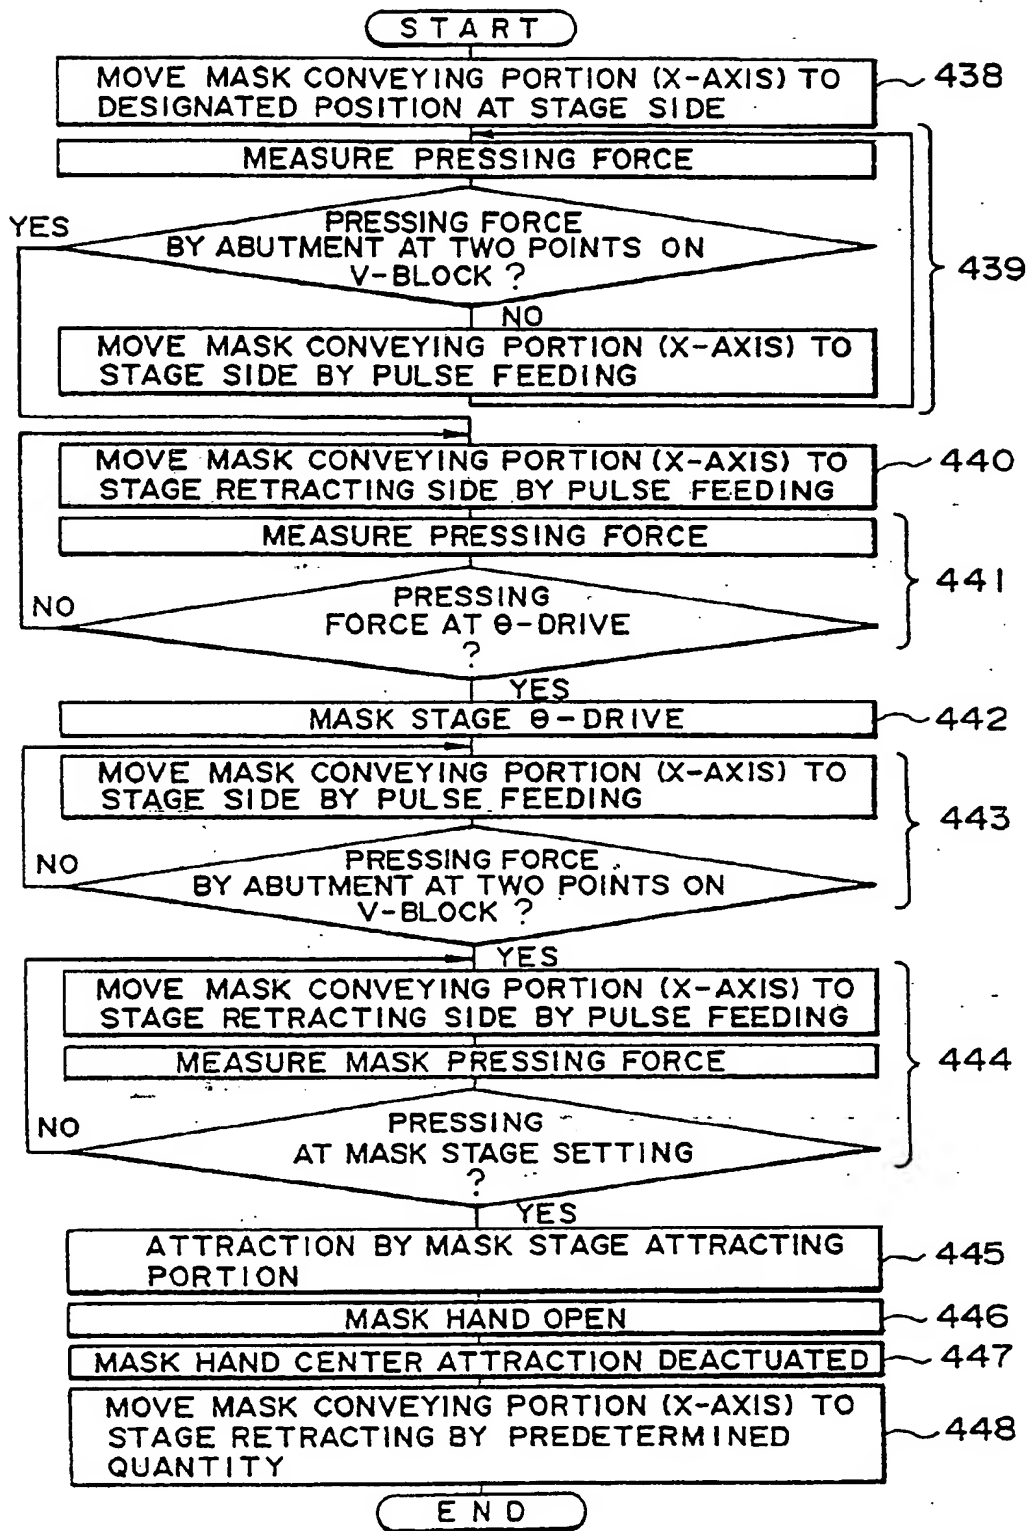 START
MOVE MASK CONVEYING PORTION (X-AXIS) TO
DESIGNATED POSITION AT STAGE SIDE
438
MEASURE PRESSING FORCE
YES
PRESSING FORCE
BY ABUTMENT AT TWO POINTS ON
V-BLOCK ?
439
NO
MOVE MASK CONVEYING PORTION (X-AXIS) TO
STAGE SIDE BY PULSE FEEDING
MOVE MASK CONVEYING PORTION (X-AXIS) TO
STAGE RETRACTING SIDE BY PULSE FEEDING
440
MEASURE PRESSING FORCE
441
NO
PRESSING
FORCE AT θ-DRIVE
?
YES
MASK STAGE θ-DRIVE
442
MOVE MASK CONVEYING PORTION (X-AXIS) TO
STAGE SIDE BY PULSE FEEDING
443
NO
PRESSING FORCE
BY ABUTMENT AT TWO POINTS ON
V-BLOCK ?
YES
MOVE MASK CONVEYING PORTION (X-AXIS) TO
STAGE RETRACTING SIDE BY PULSE FEEDING
MEASURE MASK PRESSING FORCE
444
NO
PRESSING
AT MASK STAGE SETTING
?
YES
ATTRACTION BY MASK STAGE ATTRACTING
PORTION
445
MASK HAND OPEN
446
MASK HAND CENTER ATTRACTION DEACTUATED
447
MOVE MASK CONVEYING PORTION (X-AXIS) TO
STAGE RETRACTING BY PREDETERMINED
QUANTITY
448
END